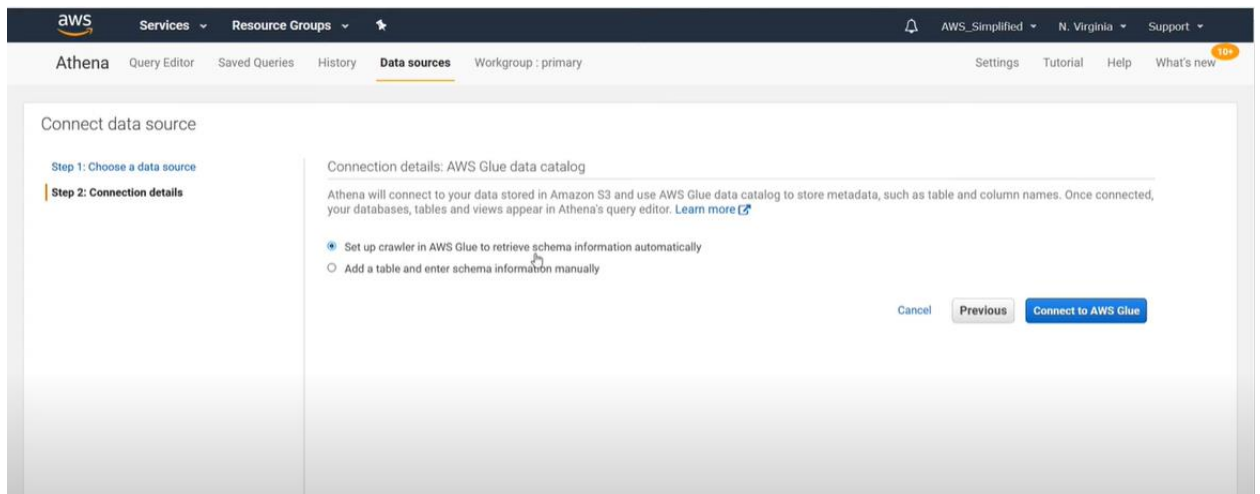 aws Services Resource Groups AWS_Simplified N. Virginia Support
Athena Query Editor Saved Queries History Data sources Workgroup : primary Settings Tutorial Help What's new 10+
Connect data source
Step 1: Choose a data source
Step 2: Connection details
Connection details: AWS Glue data catalog
Athena will connect to your data stored in Amazon S3 and use AWS Glue data catalog to store metadata, such as table and column names. Once connected,
your databases, tables and views appear in Athena's query editor. Learn more
Set up crawler in AWS Glue to retrieve schema information automatically
Add a table and enter schema information manually
Cancel Previous Connect to AWS Glue